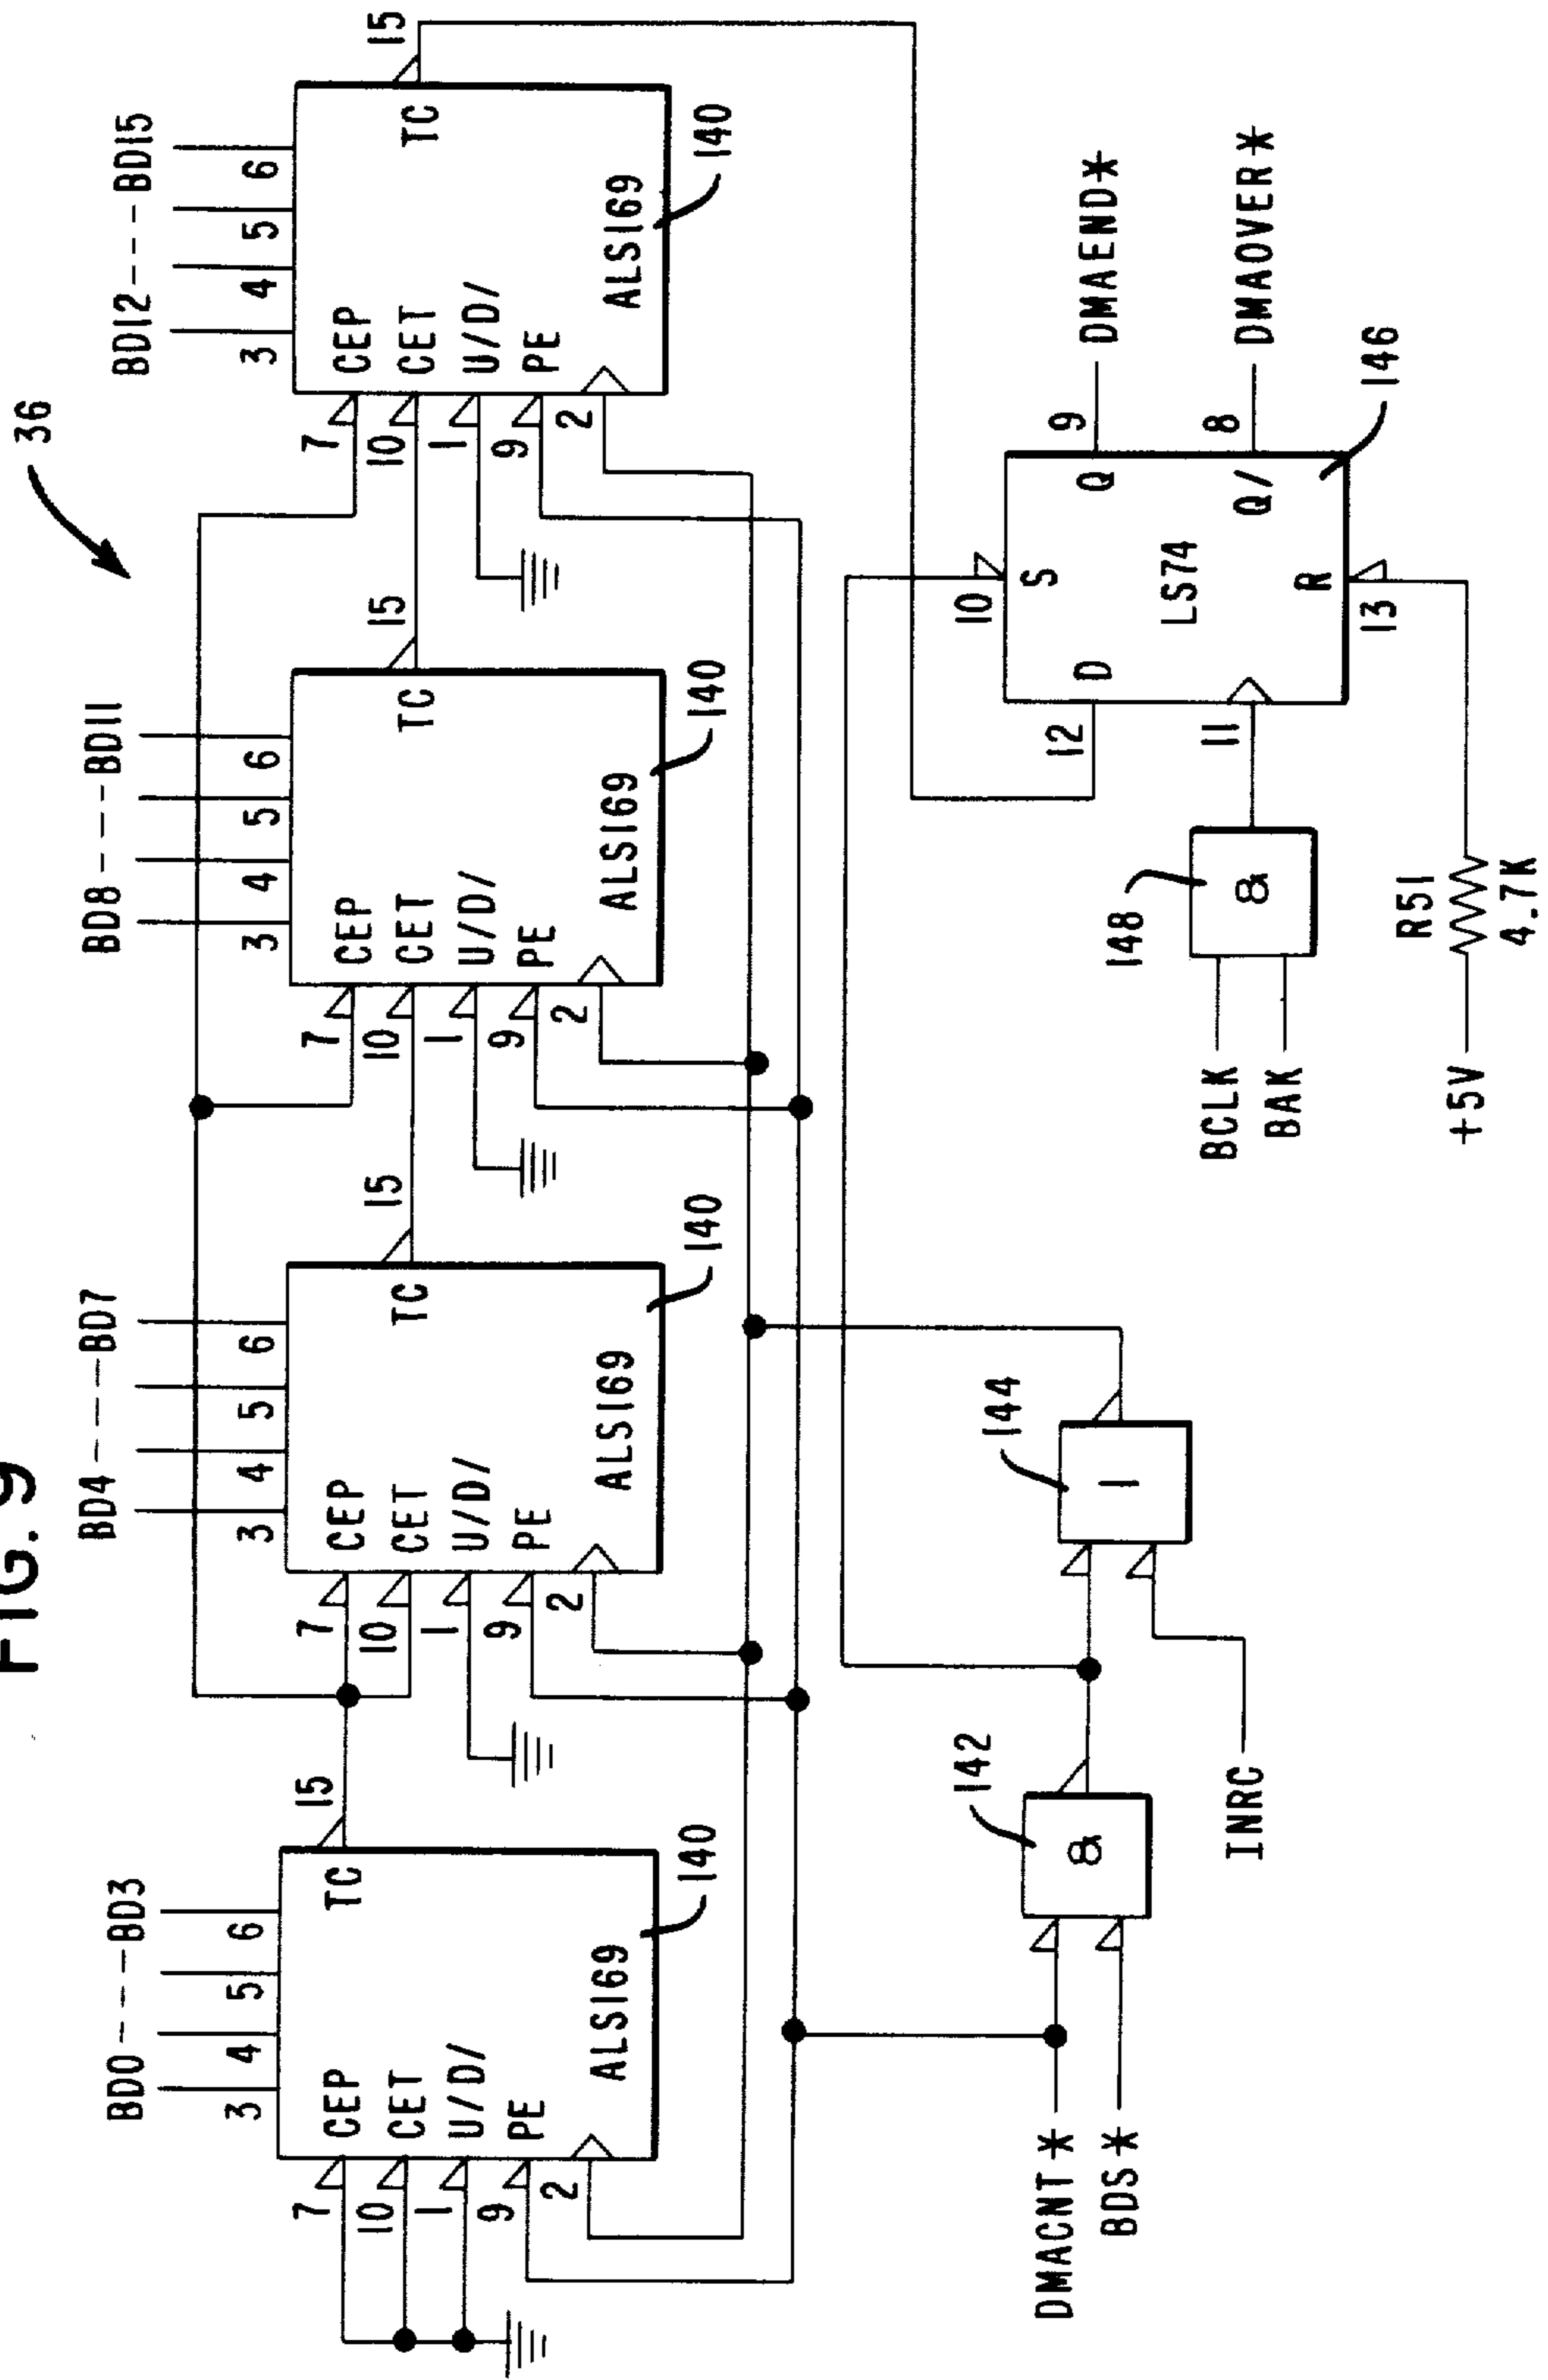 FIG. 9
36
BD0---BD3
3 4 5 6
CEP
CET
U/D/
PE
TC
ALS169
7
10
1
9
2
15
140
BD4---BD7
3 4 5 6
CEP
CET
U/D/
PE
TC
ALS169
7
10
1
9
2
15
140
BD8---BD11
3 4 5 6
CEP
CET
U/D/
PE
TC
ALS169
7
10
1
9
2
15
140
BD12---BD15
3 4 5 6
CEP
CET
U/D/
PE
TC
ALS169
7
10
1
9
2
15
140
DMACNT*
BDS*
142
&
INRC
144
1
BCLK
BAK
148
&
+5V
R51
4.7K
10
S
12
D
11
LS74
R
13
Q
9
DMAEND*
Q/
8
DMAOVER*
146